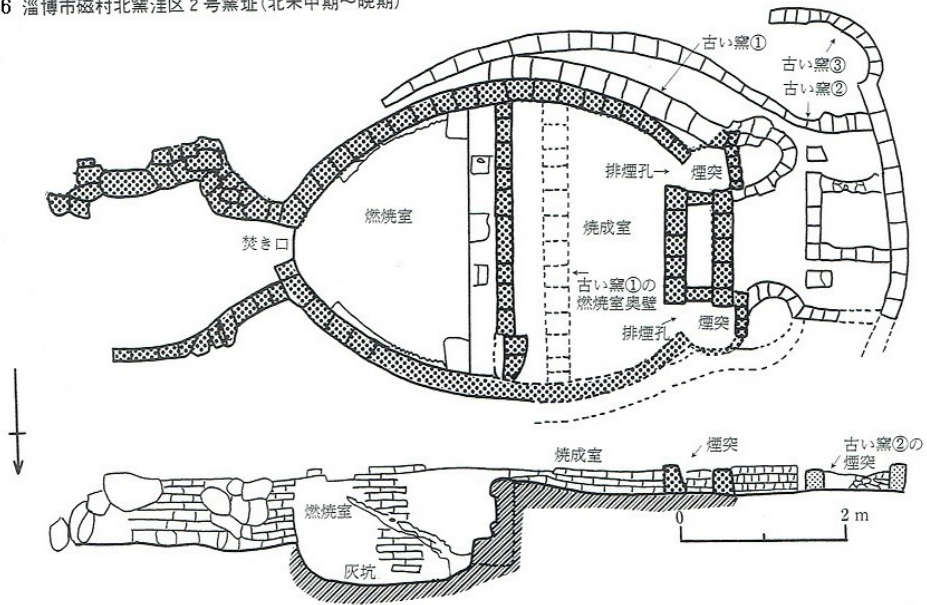 6 淄博市磁村北窯洼区2号窯址(北宋中期〜晩期)
古い窯①
古い窯③
古い窯②
排煙孔→
煙突
燃焼室
焼成室
焚き口
古い窯①の
燃焼室奥壁
煙突
排煙孔
焼成室
煙突
古い窯②の
煙突
燃焼室
灰坑
0
2 m